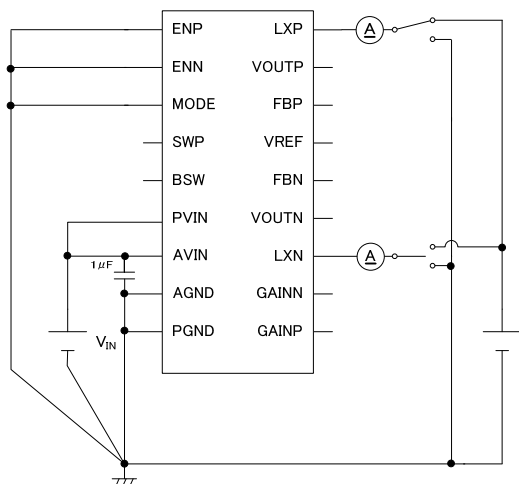 ENP LXP A
ENN VOUTP
MODE FBP
SWP VREF
BSW FBN
PVIN VOUTN
1μF AVIN LXN A
AGND GAINN
VIN PGND GAINP